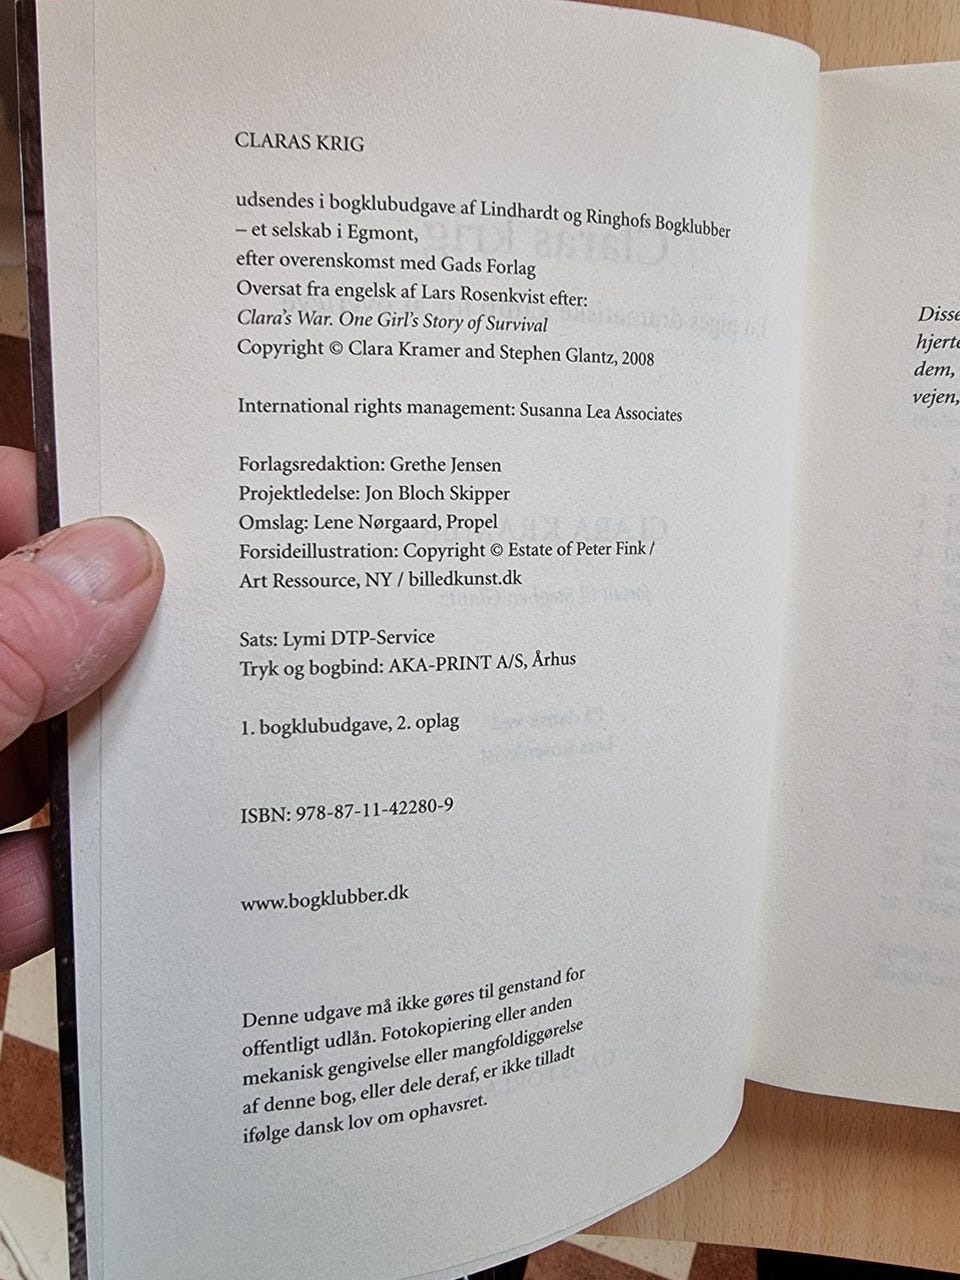 CLARAS KRIG
udsendes i bogklubudgave af Lindhardt og Ringhofs Bogklubber
– et selskab i Egmont,
efter overenskomst med Gads Forlag
Oversat fra engelsk af Lars Rosenkvist efter:
Clara's War. One Girl's Story of Survival
Copyright © Clara Kramer and Stephen Glantz, 2008
International rights management: Susanna Lea Associates
Forlagsredaktion: Grethe Jensen
Projektledelse: Jon Bloch Skipper
Omslag: Lene Nørgaard, Propel
Forsideillustration: Copyright © Estate of Peter Fink /
Art Ressource, NY / billedkunst.dk
Sats: Lymi DTP-Service
Tryk og bogbind: AKA-PRINT A/S, Århus
1. bogklubudgave, 2. oplag
ISBN: 978-87-11-42280-9
www.bogklubber.dk
Denne udgave må ikke gøres til genstand for
offentligt udlån. Fotokopiering eller anden
mekanisk gengivelse eller mangfoldiggørelse
af denne bog, eller dele deraf, er ikke tilladt
ifølge dansk lov om ophavsret.
Disse
hjerte
dem,
vejen,